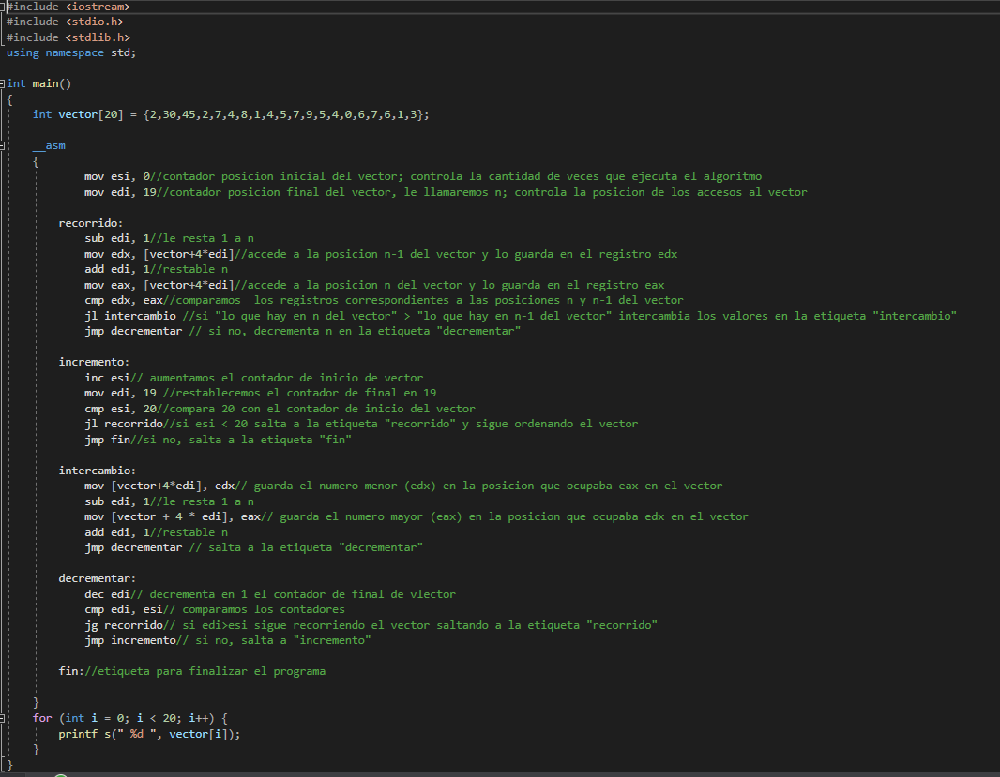 #include <iostream>
#include <stdio.h>
#include <stdlib.h>
using namespace std;
int main()
{
int vector[20] = {2,30,45,2,7,4,8,1,4,5,7,9,5,4,0,6,7,6,1,3};
__asm
{
mov esi, 0//contador posicion inicial del vector; controla la cantidad de veces que ejecuta el algoritmo
mov edi, 19//contador posicion final del vector, le llamaremos n; controla la posicion de los accesos al vector
recorrido:
sub edi, 1//le resta 1 a n
mov edx, [vector+4*edi]//accede a la posicion n-1 del vector y lo guarda en el registro edx
add edi, 1//restable n
mov eax, [vector+4*edi]//accede a la posicion n del vector y lo guarda en el registro eax
cmp edx, eax//comparamos  los registros correspondientes a las posiciones n y n-1 del vector
jl intercambio //si "lo que hay en n del vector" > "lo que hay en n-1 del vector" intercambia los valores en la etiqueta "intercambio"
jmp decrementar // si no, decrementa n en la etiqueta "decrementar"
incremento:
inc esi// aumentamos el contador de inicio de vector
mov edi, 19 //restablecemos el contador de final en 19
cmp esi, 20//compara 20 con el contador de inicio del vector
jl recorrido//si esi < 20 salta a la etiqueta "recorrido" y sigue ordenando el vector
jmp fin//si no, salta a la etiqueta "fin"
intercambio:
mov [vector+4*edi], edx// guarda el numero menor (edx) en la posicion que ocupaba eax en el vector
sub edi, 1//le resta 1 a n
mov [vector + 4 * edi], eax// guarda el numero mayor (eax) en la posicion que ocupaba edx en el vector
add edi, 1//restable n
jmp decrementar // salta a la etiqueta "decrementar"
decrementar:
dec edi// decrementa en 1 el contador de final de vlector
cmp edi, esi// comparamos los contadores
jg recorrido// si edi>esi sigue recorriendo el vector saltando a la etiqueta "recorrido"
jmp incremento// si no, salta a "incremento"
fin://etiqueta para finalizar el programa
}
for (int i = 0; i < 20; i++) {
printf_s(" %d ", vector[i]);
}
}